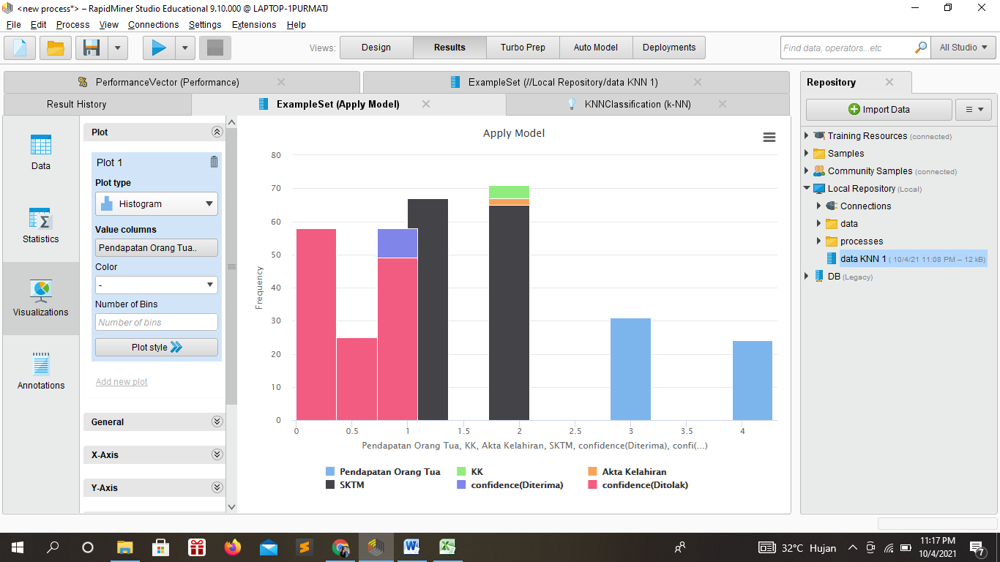 <new process*> – RapidMiner Studio Educational 9.10.000 @ LAPTOP-1PURMATJ
File Edit Process View Connections Settings Extensions Help
Views: Design Results Turbo Prep Auto Model Deployments Find data, operators...etc All Studio
PerformanceVector (Performance) ExampleSet (//Local Repository/data KNN 1)
Result History ExampleSet (Apply Model) KNNClassification (k-NN)
Data
Statistics
Visualizations
Annotations
Plot
Plot 1
Plot type
Histogram
Value columns
Pendapatan Orang Tua..
Color
-
Number of Bins
Number of bins
Plot style
Add new plot
General
X-Axis
Y-Axis
Apply Model
Frequency
80
70
60
50
40
30
20
10
0
0 0.5 1 1.5 2 2.5 3 3.5 4
Pendapatan Orang Tua, KK, Akta Kelahiran, SKTM, confidence(Diterima), confi(...)
Pendapatan Orang Tua KK Akta Kelahiran
SKTM confidence(Diterima) confidence(Ditolak)
Repository
Import Data
Training Resources (connected)
Samples
Community Samples (connected)
Local Repository (Local)
Connections
data
processes
data KNN 1 ( 10/4/21 11:08 PM – 12 kB)
DB (Legacy)
32°C Hujan
11:17 PM
10/4/2021
7